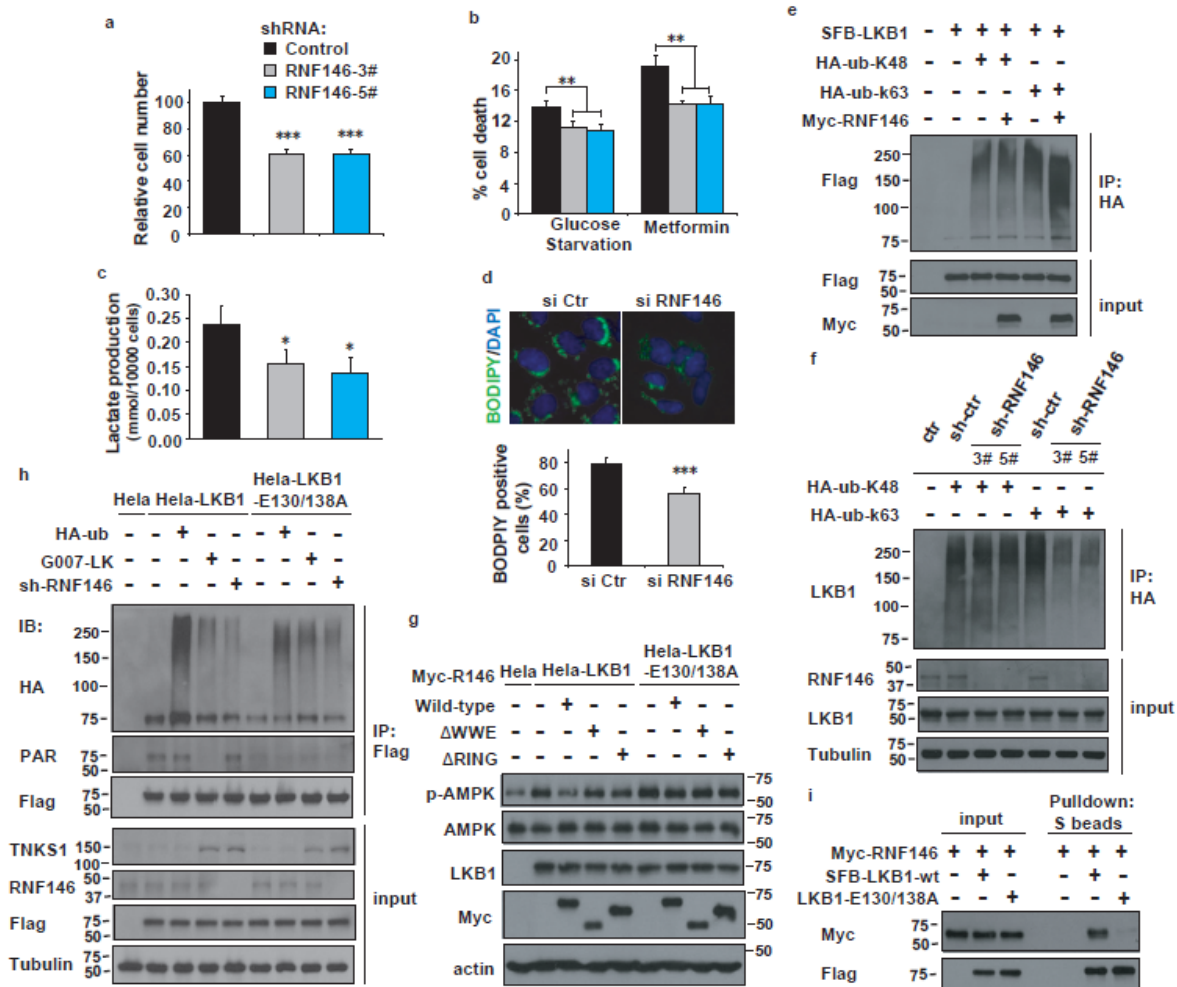 a
shRNA:
Control
RNF146-3#
RNF146-5#
Relative cell number
100
80
60
40
20
0
***
***
b
% cell death
20
16
12
8
4
0
**
**
Glucose
Starvation
Metformin
c
Lactate production
(mmol/10000 cells)
0.30
0.25
0.20
0.15
0.10
0.05
0.00
*
*
d
si Ctr
si RNF146
BODIPY/DAPI
BODPIY positive
cells (%)
80
60
40
20
0
***
si Ctr
si RNF146
e
SFB-LKB1 - + + + + +
HA-ub-K48 - - + + - -
HA-ub-k63 - - - - + +
Myc-RNF146 - - - + - +
Flag
250
150
100
75
IP:
HA
Flag
75
50
Myc
75
50
input
f
ctr
sh-ctr
sh-RNF146
sh-ctr
sh-RNF146
3# 5# 3# 5#
HA-ub-K48 - + + + - - -
HA-ub-k63 - - - - + + +
LKB1
250
150
100
75
IP:
HA
RNF146
50
37
LKB1
75
50
Tubulin
75
50
input
h
Hela
Hela-LKB1
Hela-LKB1
-E130/138A
HA-ub - - + - - - + - -
G007-LK - - - + - - - + -
sh-RNF146 - - - - + - - - +
IB:
HA
250
150
100
75
PAR
75
50
Flag
75
50
IP:
Flag
TNKS1
150
100
RNF146
50
37
Flag
75
50
Tubulin
75
50
input
g
Myc-R146
Hela
Hela-LKB1
Hela-LKB1
-E130/138A
Wild-type - - + - - - + - -
ΔWWE - - - + - - - + -
ΔRING - - - - + - - - +
p-AMPK
75
50
AMPK
75
50
LKB1
75
Myc
75
50
actin
50
i
input
Pulldown:
S beads
Myc-RNF146 + + + + + +
SFB-LKB1-wt - + - - + -
LKB1-E130/138A - - + - - +
Myc
75
50
Flag
75